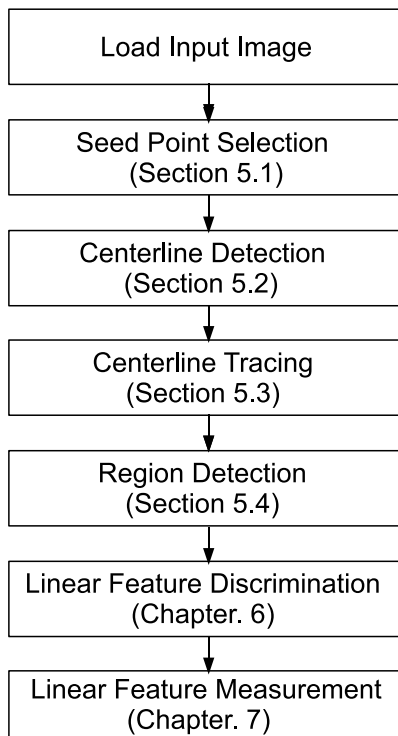 Load Input Image
Seed Point Selection
(Section 5.1)
Centerline Detection
(Section 5.2)
Centerline Tracing
(Section 5.3)
Region Detection
(Section 5.4)
Linear Feature Discrimination
(Chapter. 6)
Linear Feature Measurement
(Chapter. 7)